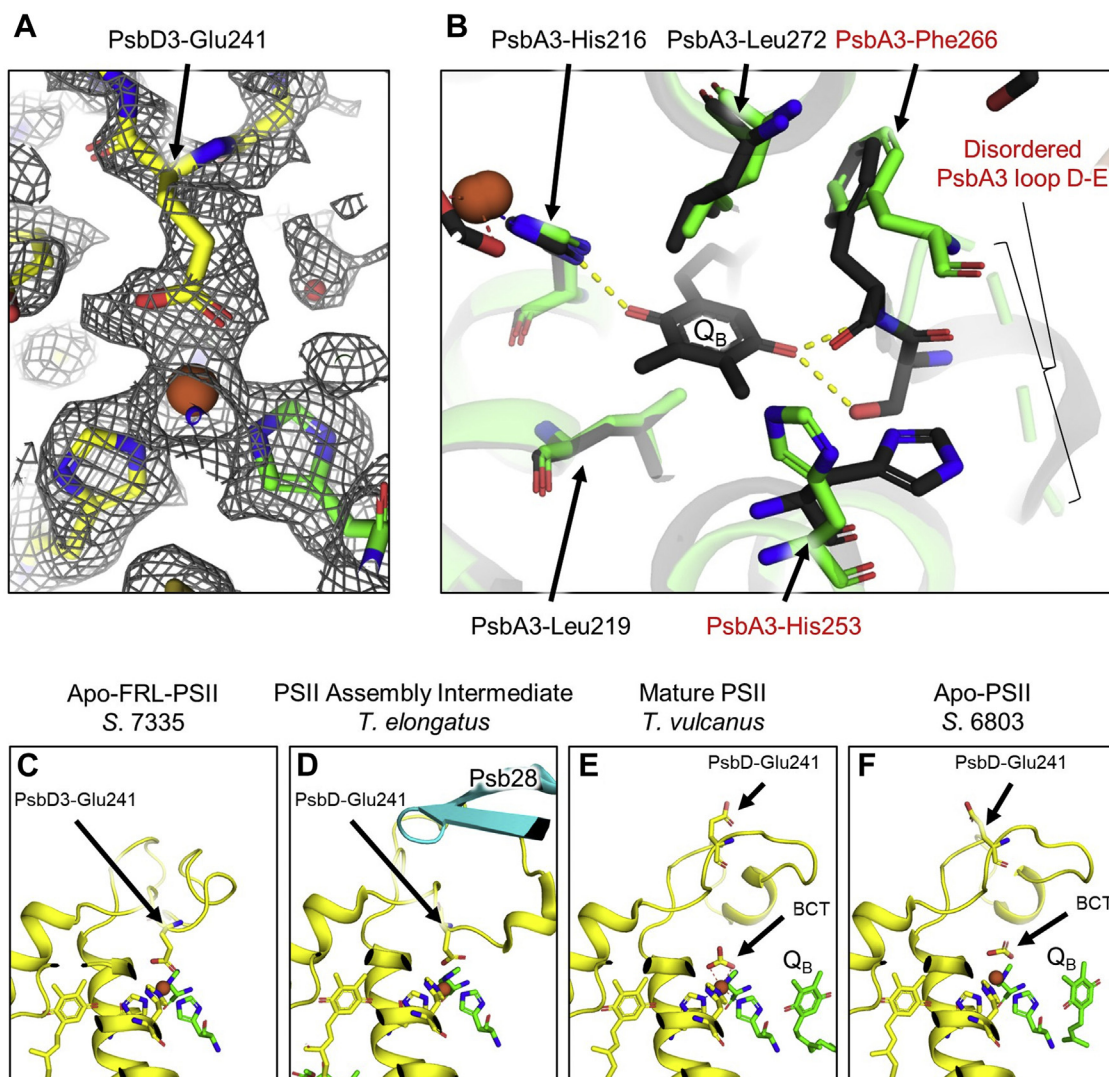 A
PsbD3-Glu241
B
PsbA3-His216
PsbA3-Leu272
PsbA3-Phe266
Disordered
PsbA3 loop D-E
QB
PsbA3-Leu219
PsbA3-His253
Apo-FRL-PSII
S. 7335
PSII Assembly Intermediate
T. elongatus
Mature PSII
T. vulcanus
Apo-PSII
S. 6803
C
PsbD3-Glu241
D
PsbD-Glu241
Psb28
E
PsbD-Glu241
BCT
QB
F
PsbD-Glu241
BCT
QB